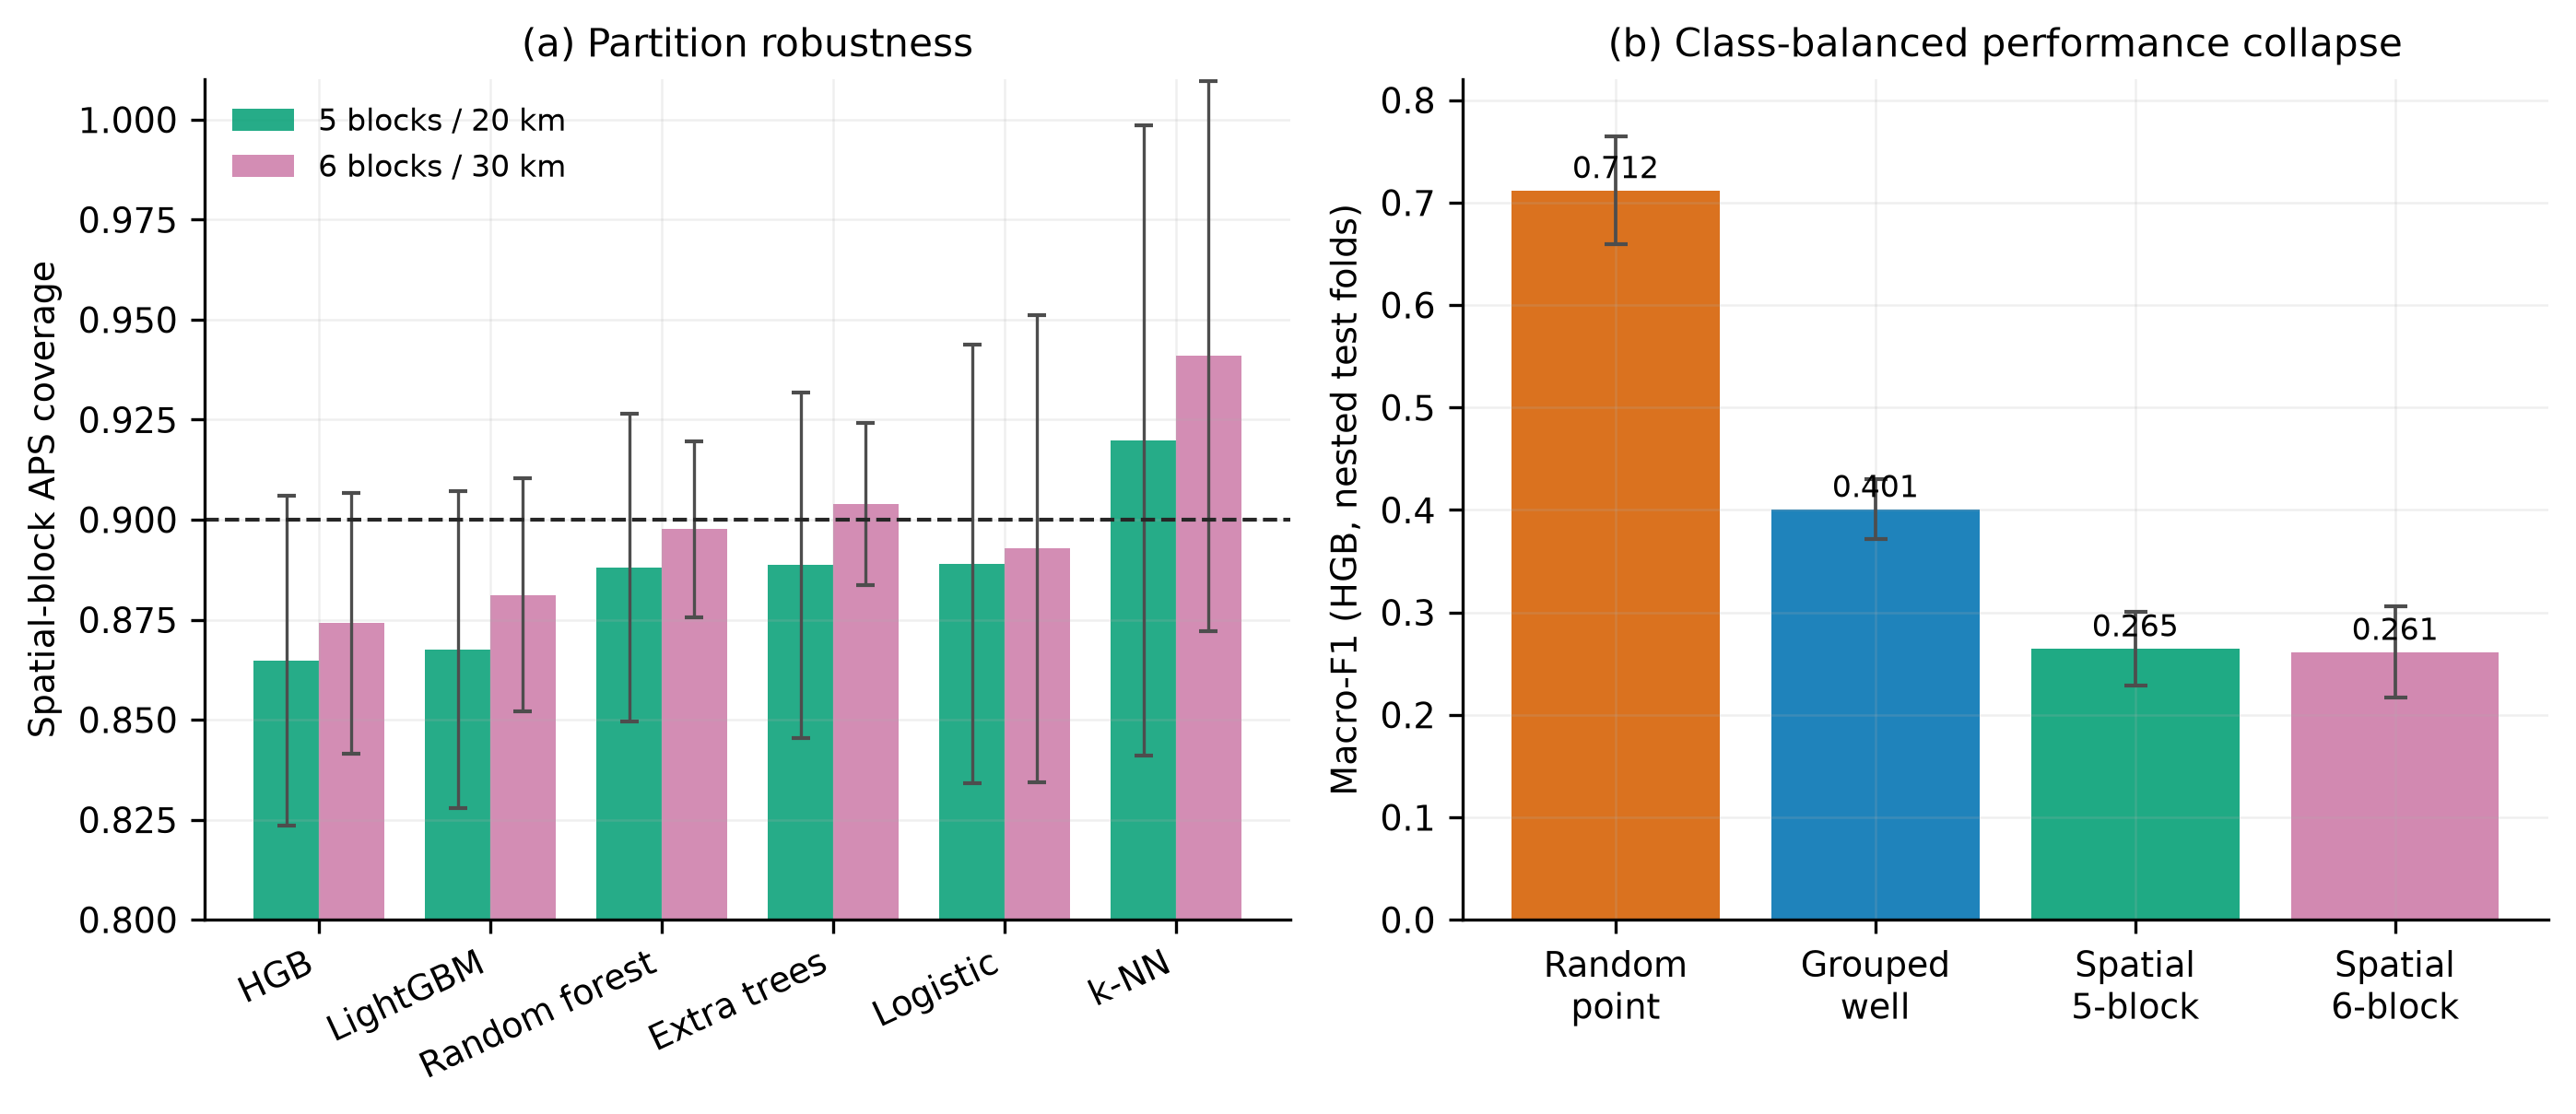 (a) Partition robustness
Spatial-block APS coverage
1.000
0.975
0.950
0.925
0.900
0.875
0.850
0.825
0.800
5 blocks / 20 km
6 blocks / 30 km
HGB
LightGBM
Random forest
Extra trees
Logistic
k-NN
(b) Class-balanced performance collapse
Macro-F1 (HGB, nested test folds)
0.8
0.7
0.6
0.5
0.4
0.3
0.2
0.1
0.0
0.712
0.401
0.265
0.261
Random
point
Grouped
well
Spatial
5-block
Spatial
6-block